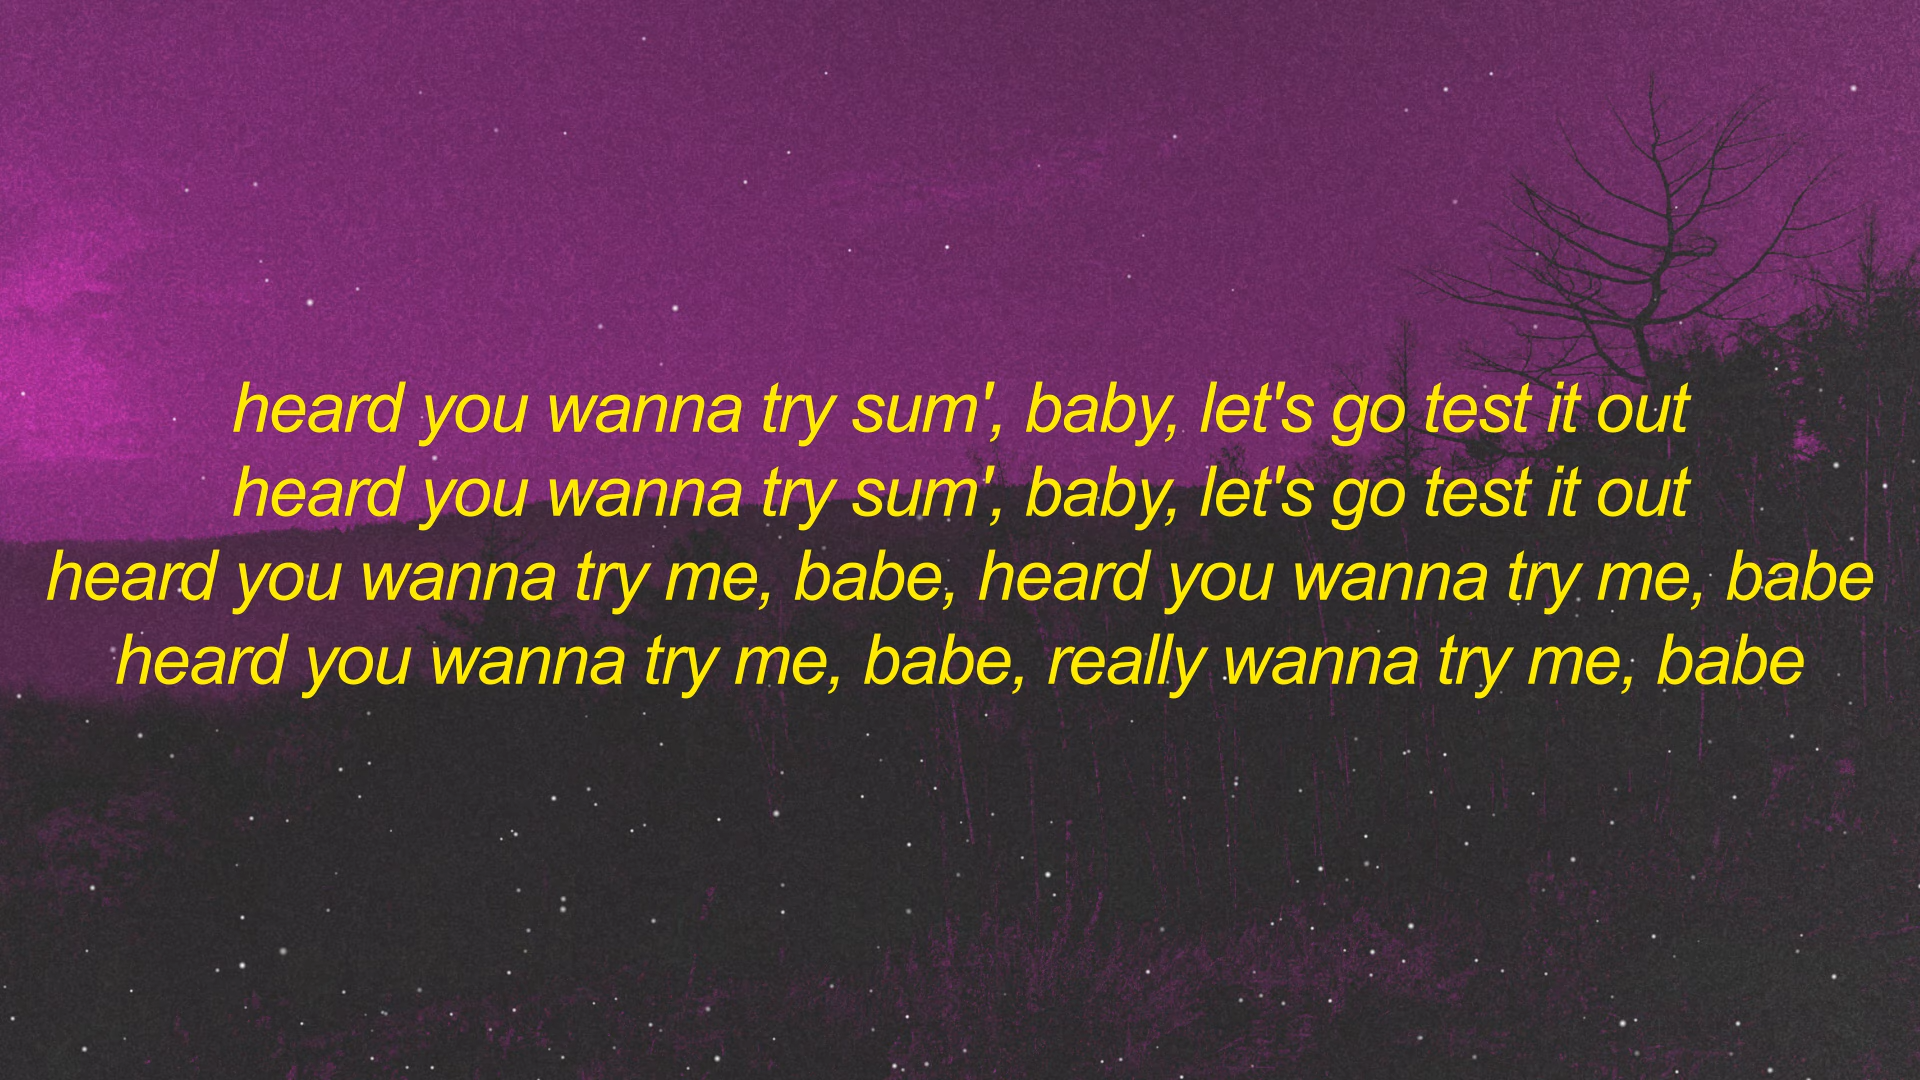 heard you wanna try sum', baby, let's go test it out
heard you wanna try sum', baby, let's go test it out
heard you wanna try me, babe, heard you wanna try me, babe
heard you wanna try me, babe, really wanna try me, babe